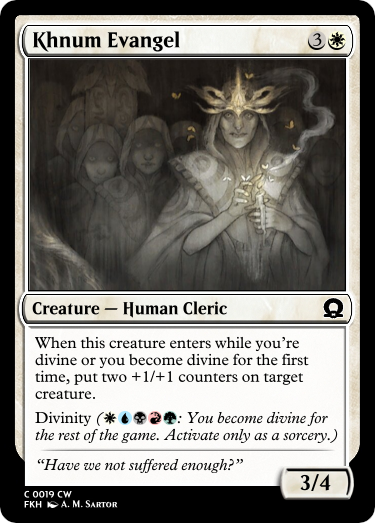 Khnum Evangel 3
Creature — Human Cleric
When this creature enters while you're
divine or you become divine for the first
time, put two +1/+1 counters on target
creature.
Divinity (: You become divine for
the rest of the game. Activate only as a sorcery.)
“Have we not suffered enough?”
3/4
C 0019 CW
FKH A. M. Sartor